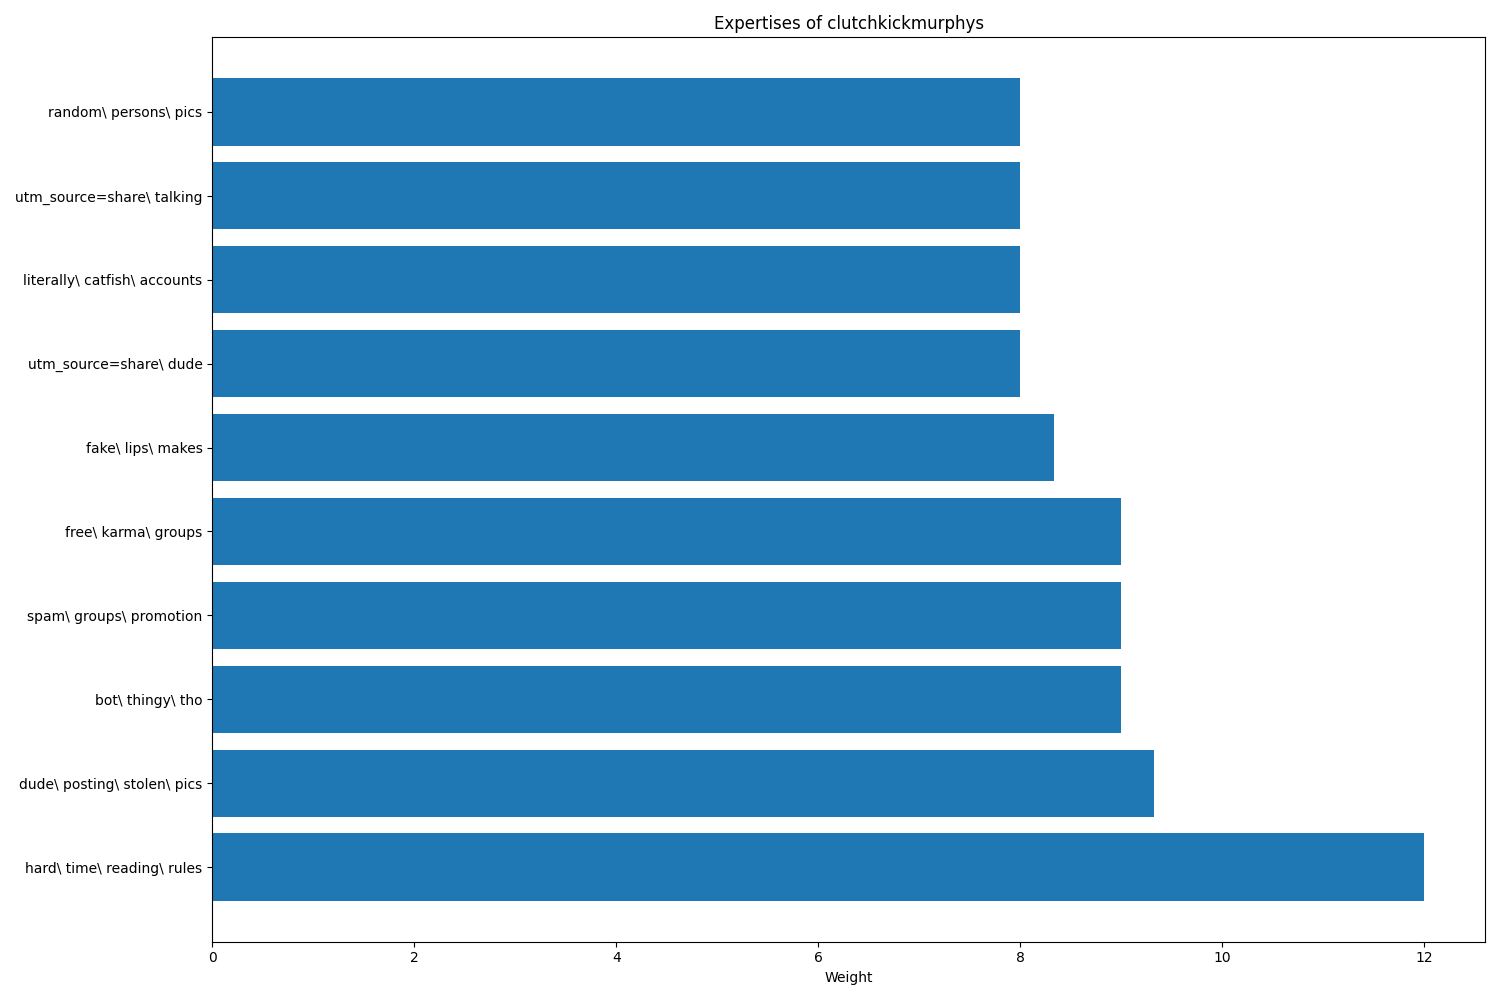 Expertises of clutchkickmurphys
random\ persons\ pics
utm_source=share\ talking
literally\ catfish\ accounts
utm_source=share\ dude
fake\ lips\ makes
free\ karma\ groups
spam\ groups\ promotion
bot\ thingy\ tho
dude\ posting\ stolen\ pics
hard\ time\ reading\ rules
0 2 4 6 8 10 12
Weight